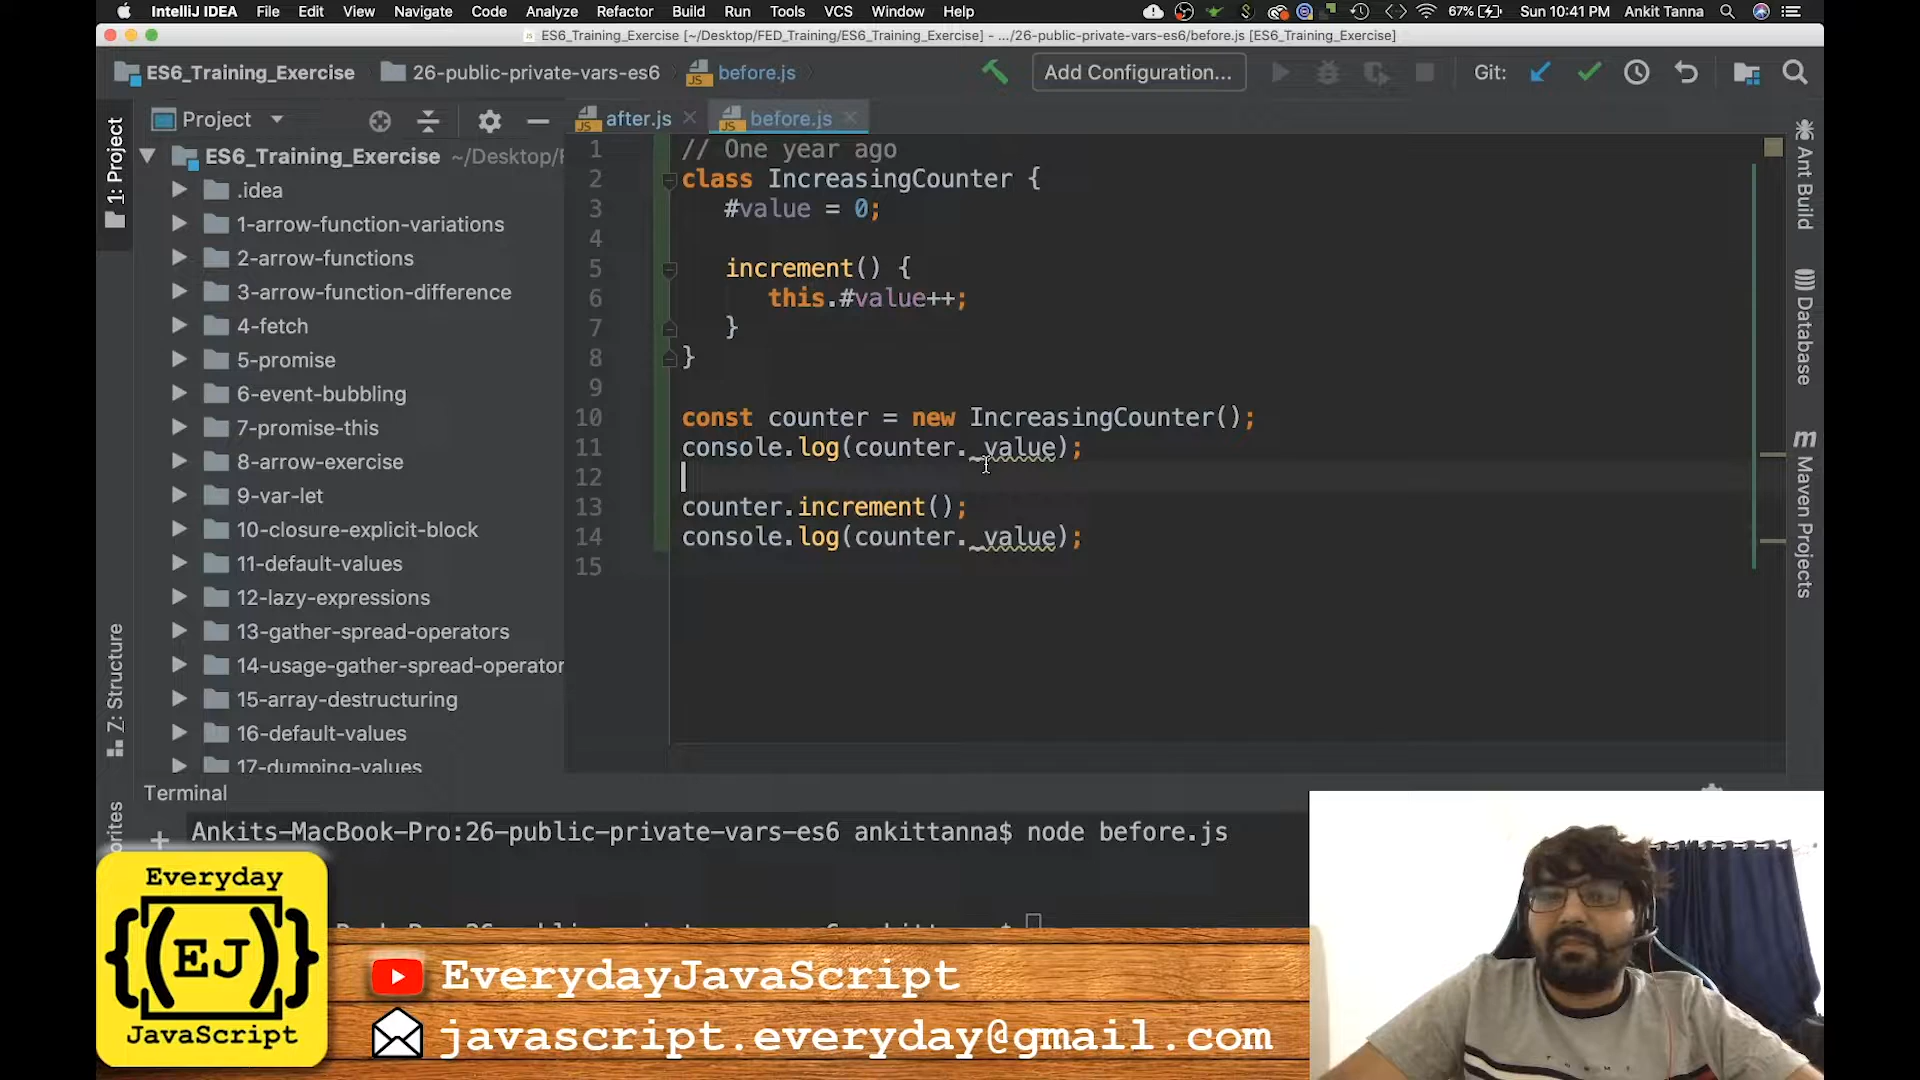 IntelliJ IDEA File Edit View Navigate Code Analyze Refactor Build Run Tools VCS Window Help 67% Sun 10:41 PM Ankit Tanna
ES6_Training_Exercise [~/Desktop/FED_Training/ES6_Training_Exercise] - .../26-public-private-vars-es6/before.js [ES6_Training_Exercise]
ES6_Training_Exercise 26-public-private-vars-es6 before.js Add Configuration... Git:
1: Project
Z: Structure
Project
ES6_Training_Exercise ~/Desktop/
.idea
1-arrow-function-variations
2-arrow-functions
3-arrow-function-difference
4-fetch
5-promise
6-event-bubbling
7-promise-this
8-arrow-exercise
9-var-let
10-closure-explicit-block
11-default-values
12-lazy-expressions
13-gather-spread-operators
14-usage-gather-spread-operator
15-array-destructuring
16-default-values
17-dumping-values
after.js before.js
1 // One year ago
2 class IncreasingCounter {
3 #value = 0;
4
5 increment() {
6 this.#value++;
7 }
8 }
9
10 const counter = new IncreasingCounter();
11 console.log(counter._value);
12
13 counter.increment();
14 console.log(counter._value);
15
Ant Build
Database
Maven Projects
Terminal
Ankits-MacBook-Pro:26-public-private-vars-es6 ankittanna$ node before.js
Everyday
{(EJ)}
JavaScript
EverydayJavaScript
javascript.everyday@gmail.com